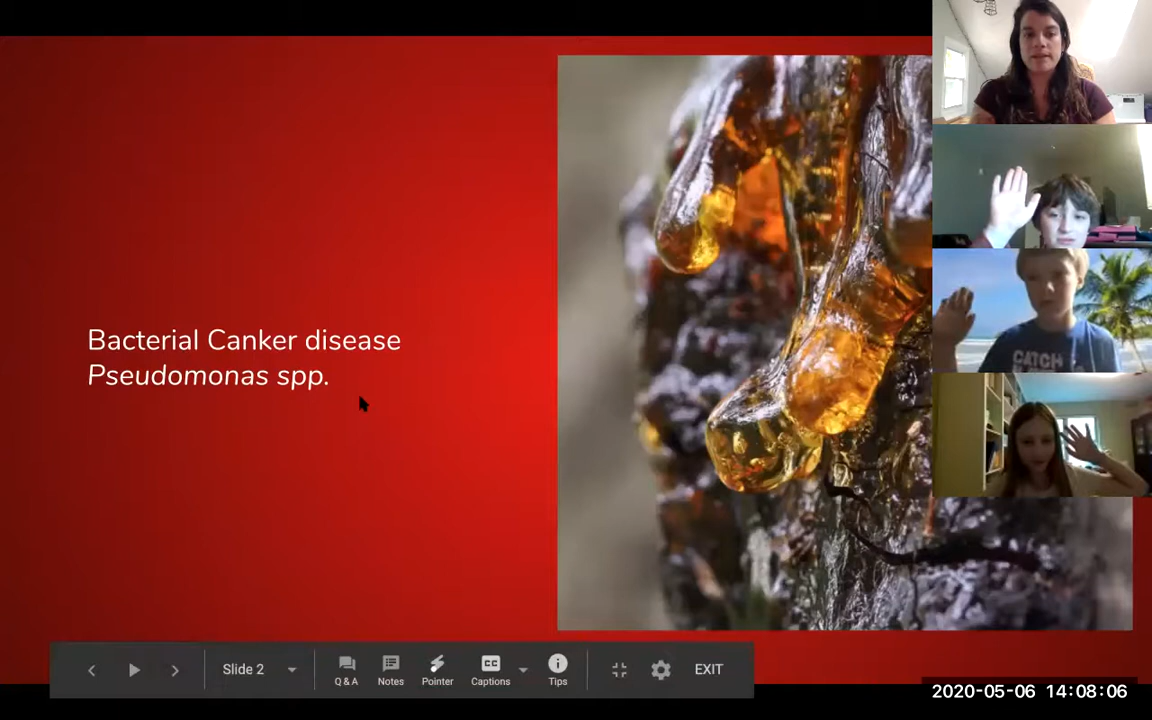 Bacterial Canker disease
Pseudomonas spp.
CATCH
Slide 2
Q & A
Notes
Pointer
CC
Captions
Tips
EXIT
2020-05-06 14:08:06